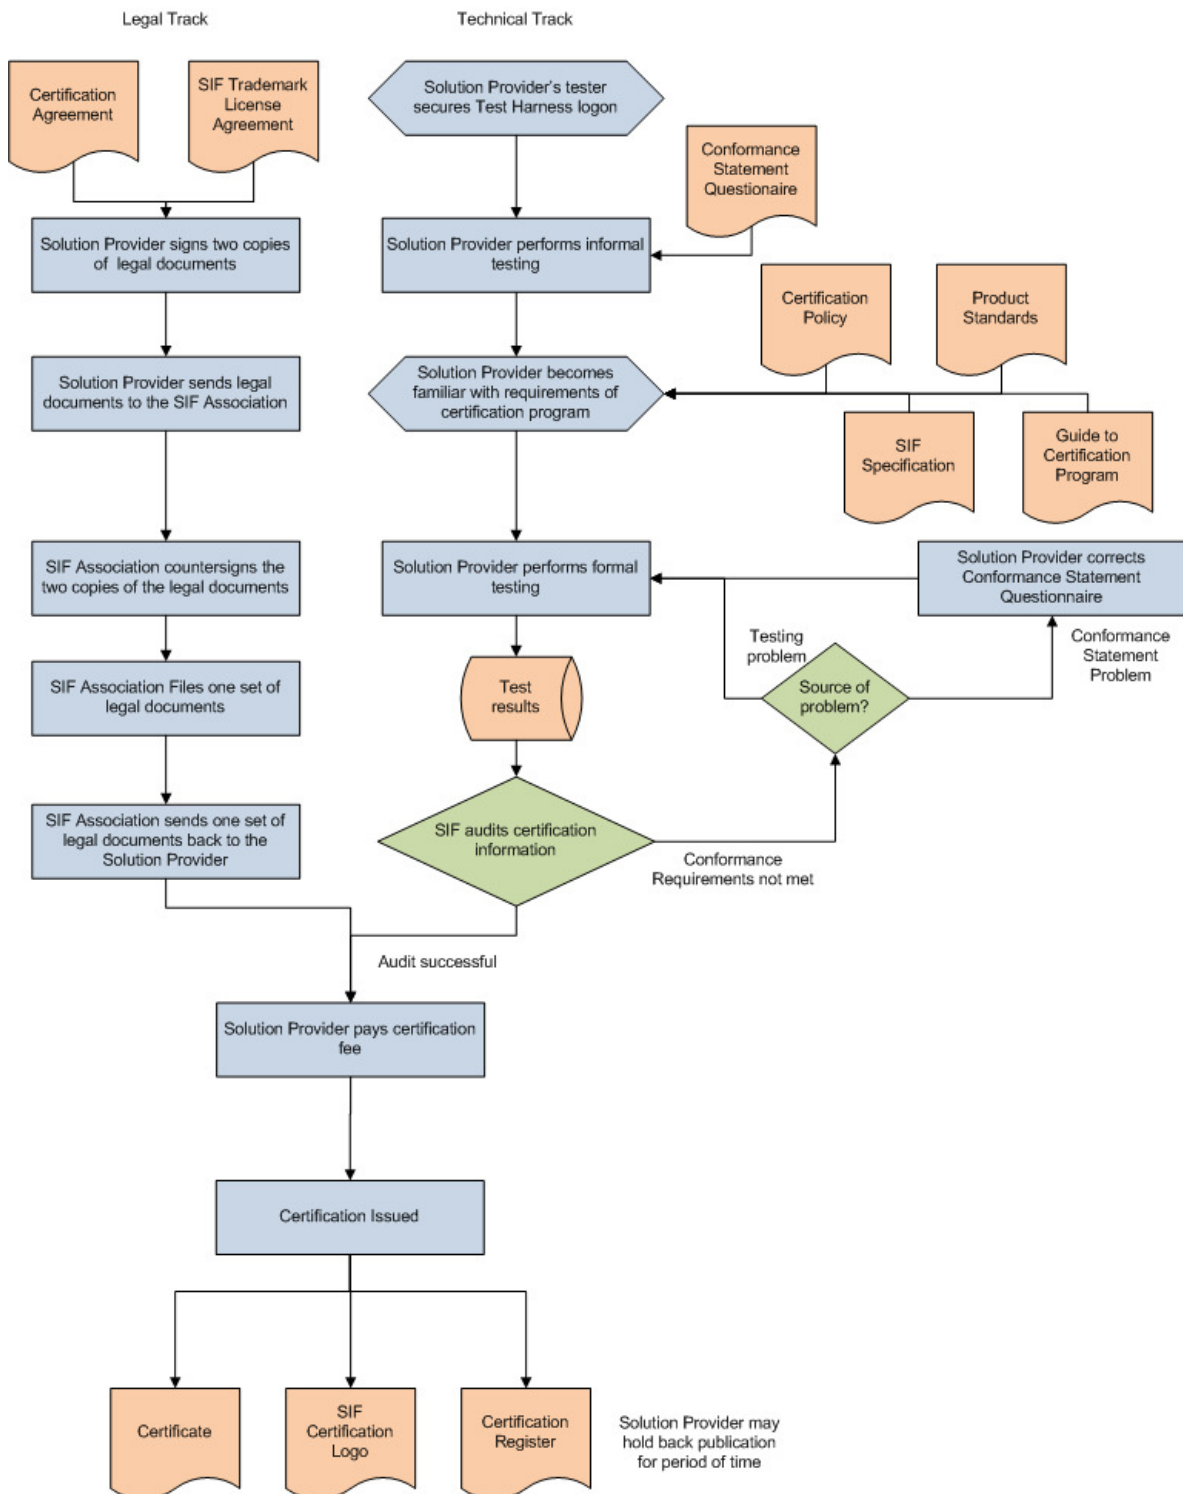 Legal Track
Technical Track
Certification
Agreement
SIF Trademark
License
Agreement
Solution Provider's tester
secures Test Harness logon
Conformance
Statement
Questionaire
Solution Provider signs two copies
of legal documents
Solution Provider performs informal
testing
Certification
Policy
Product
Standards
Solution Provider sends legal
documents to the SIF Association
Solution Provider becomes
familiar with requirements of
certification program
SIF
Specification
Guide to
Certification
Program
SIF Association countersigns the
two copies of the legal documents
Solution Provider performs formal
testing
Solution Provider corrects
Conformance Statement
Questionnaire
Testing
problem
Conformance
Statement
Problem
SIF Association Files one set of
legal documents
Test
results
Source of
problem?
SIF Association sends one set of
legal documents back to the
Solution Provider
SIF audits certification
information
Conformance
Requirements not met
Audit successful
Solution Provider pays certification
fee
Certification Issued
Certificate
SIF
Certification
Logo
Certification
Register
Solution Provider may
hold back publication
for period of time